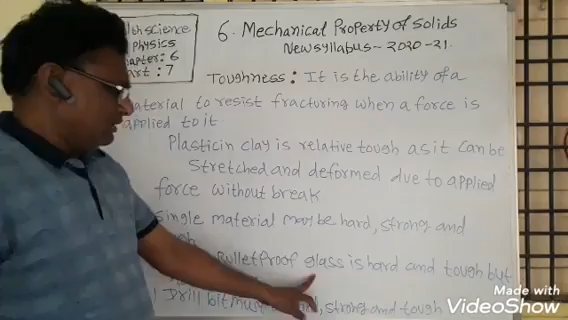 6. Mechanical Property of Solids
New syllabus - 2020-21.
lth science
Physics
apter: 6
art: 7
Toughness: It is the ability of a
aterial to resist fracturing when a force is
applied to it
Plasticin clay is relative tough as it can be
Stretched and deformed due to applied
force without break
Single material may be hard, strong and
Bulletproof glass is hard and tough but
Drill bit must
, strong and tough
Made with
VideoShow